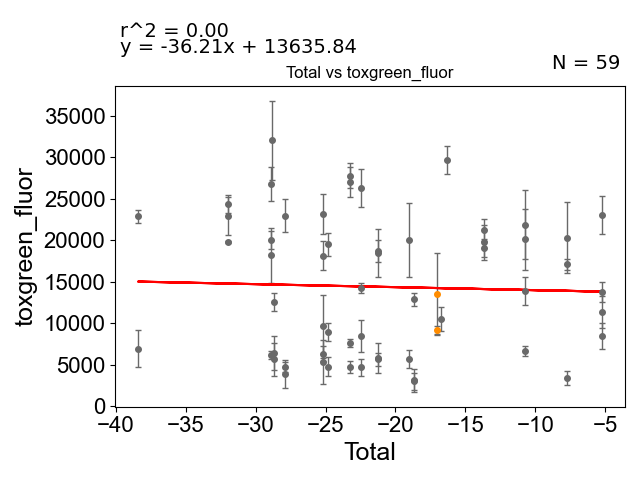 r^2 = 0.00
y = -36.21x + 13635.84
N = 59
Total vs toxgreen_fluor
toxgreen_fluor
35000
30000
25000
20000
15000
10000
5000
0
−40 −35 −30 −25 −20 −15 −10 −5
Total